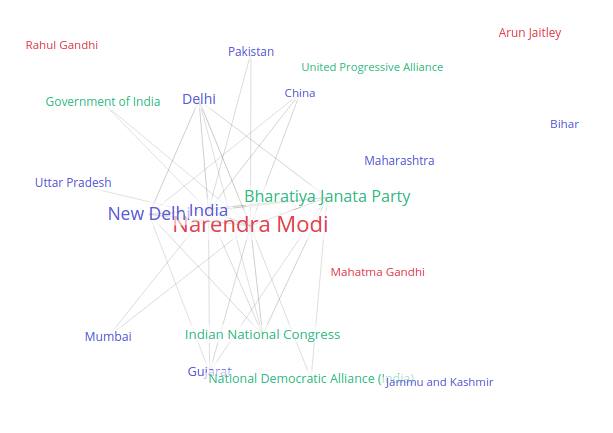 Arun Jaitley
Rahul Gandhi
Pakistan
United Progressive Alliance
China
Delhi
Government of India
Bihar
Maharashtra
Uttar Pradesh
Bharatiya Janata Party
New Delhi
India
Narendra Modi
Mahatma Gandhi
Indian National Congress
Mumbai
Gujarat
National Democratic Alliance (India)
Jammu and Kashmir